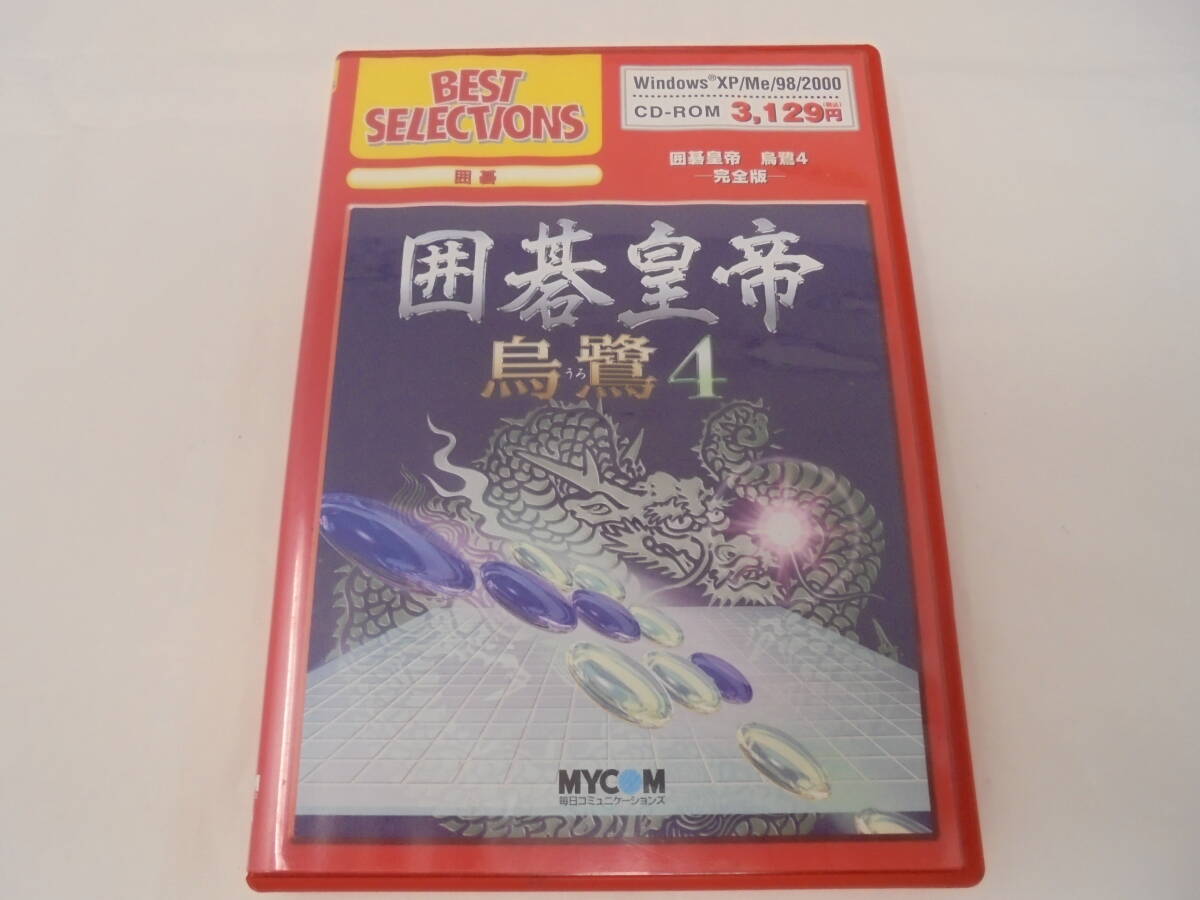 BEST
SELECTIONS
囲碁
Windows®XP/Me/98/2000
CD-ROM 3,129円(税込)
囲碁皇帝 烏鷺4
—完全版—
囲碁皇帝
烏鷺4
うろ
MYCOM
毎日コミュニケーションズ